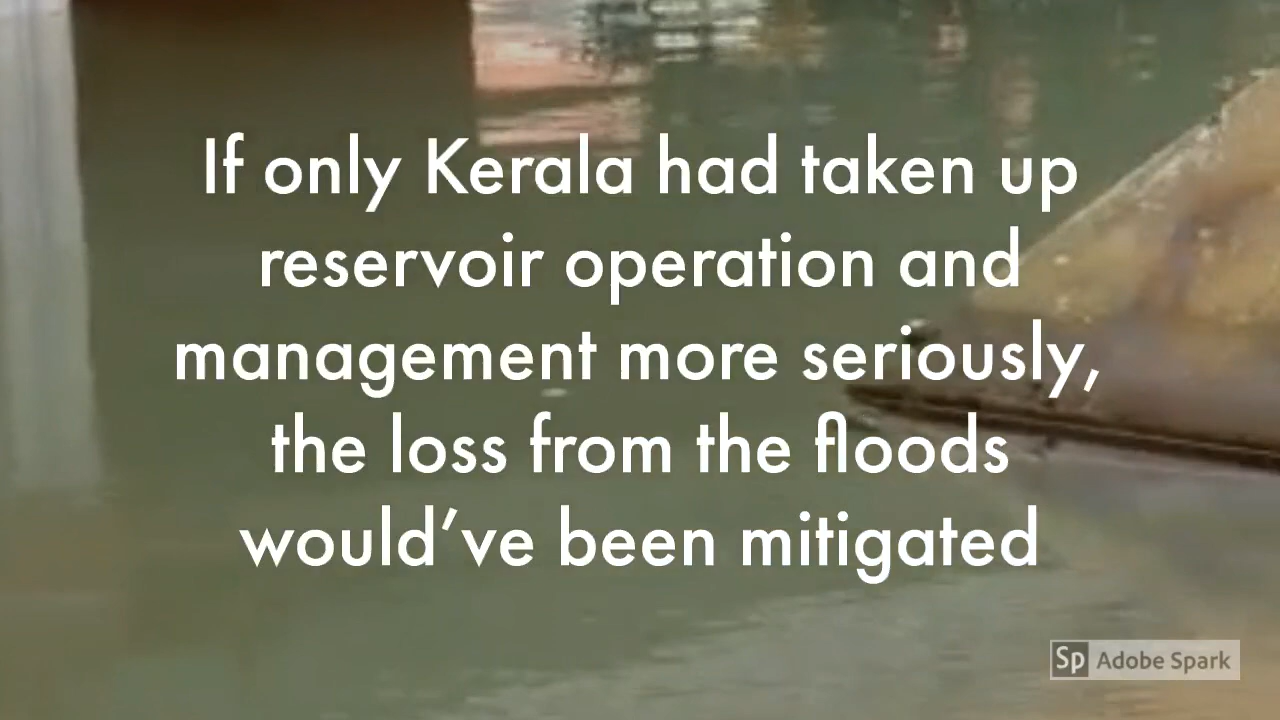 If only Kerala had taken up
reservoir operation and
management more seriously,
the loss from the floods
would've been mitigated
Sp Adobe Spark